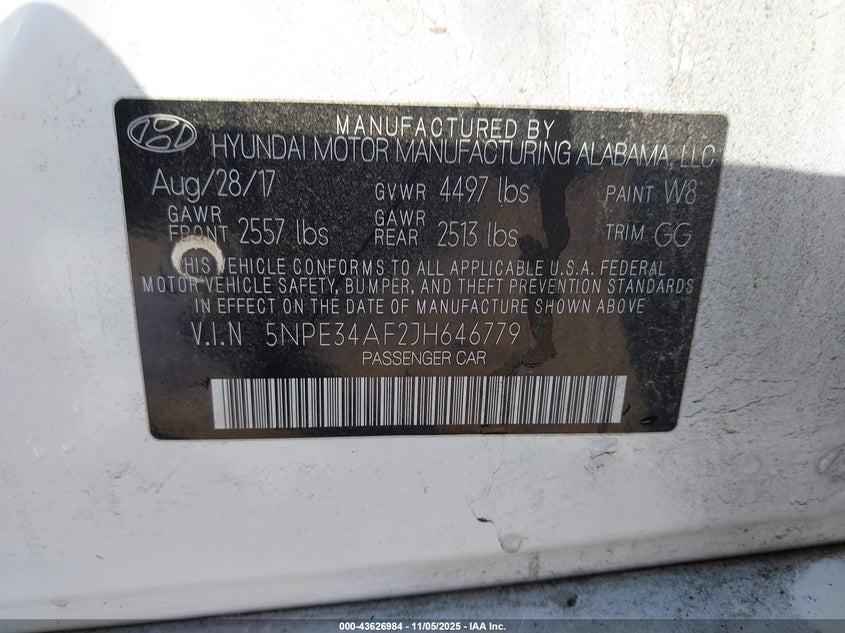 MANUFACTURED BY
HYUNDAI MOTOR MANUFACTURING ALABAMA, LLC
Aug/28/17 GVWR 4497 lbs PAINT W8
GAWR FRONT 2557 lbs GAWR REAR 2513 lbs TRIM GG
THIS VEHICLE CONFORMS TO ALL APPLICABLE U.S.A. FEDERAL
MOTOR VEHICLE SAFETY, BUMPER, AND THEFT PREVENTION STANDARDS
IN EFFECT ON THE DATE OF MANUFACTURE SHOWN ABOVE
V.I.N 5NPE34AF2JH646779
PASSENGER CAR
000-43626984 | 11/05/2025 - IAA Inc.